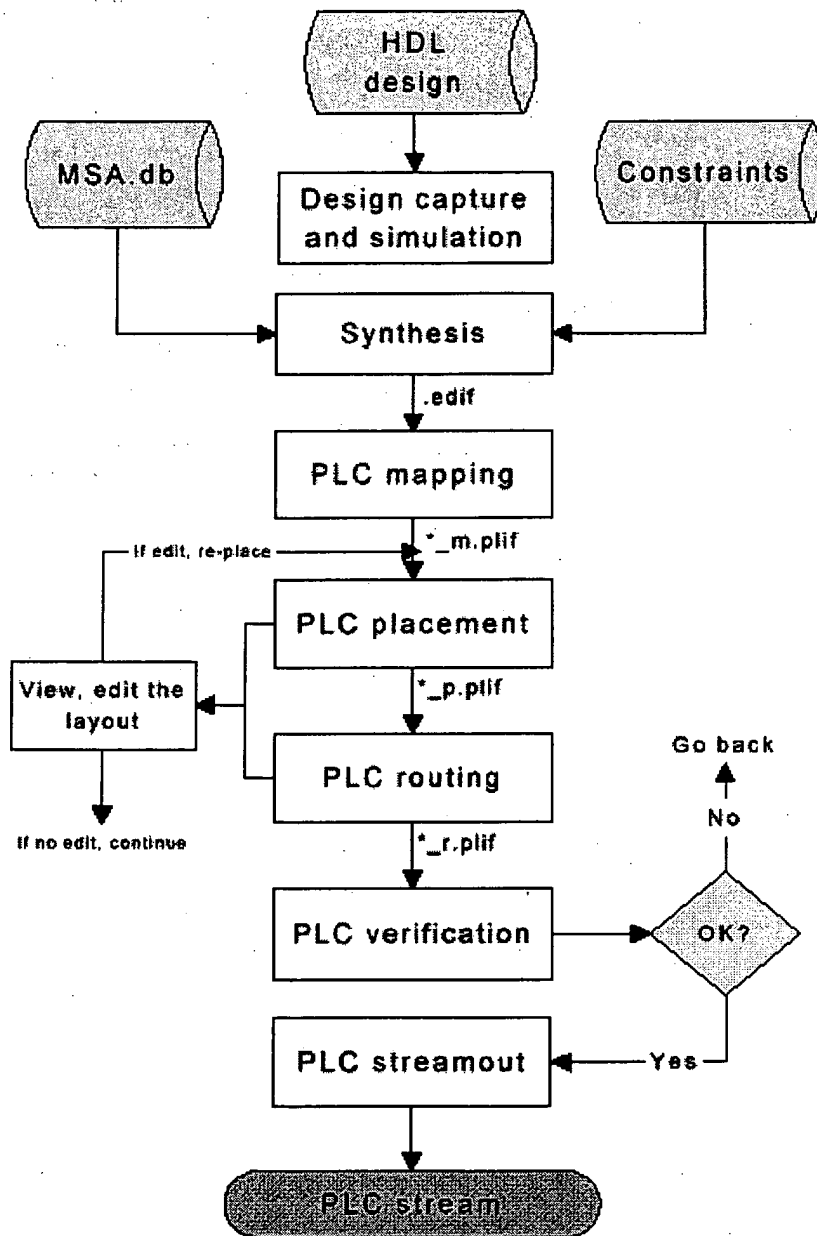 HDL
design
MSA.db
Constraints
Design capture
and simulation
Synthesis
.edif
PLC mapping
If edit, re-place
*_m.plif
PLC placement
View, edit the
layout
*_p.plif
PLC routing
Go back
If no edit, continue
*_r.plif
No
PLC verification
OK?
PLC streamout
Yes
PLC stream